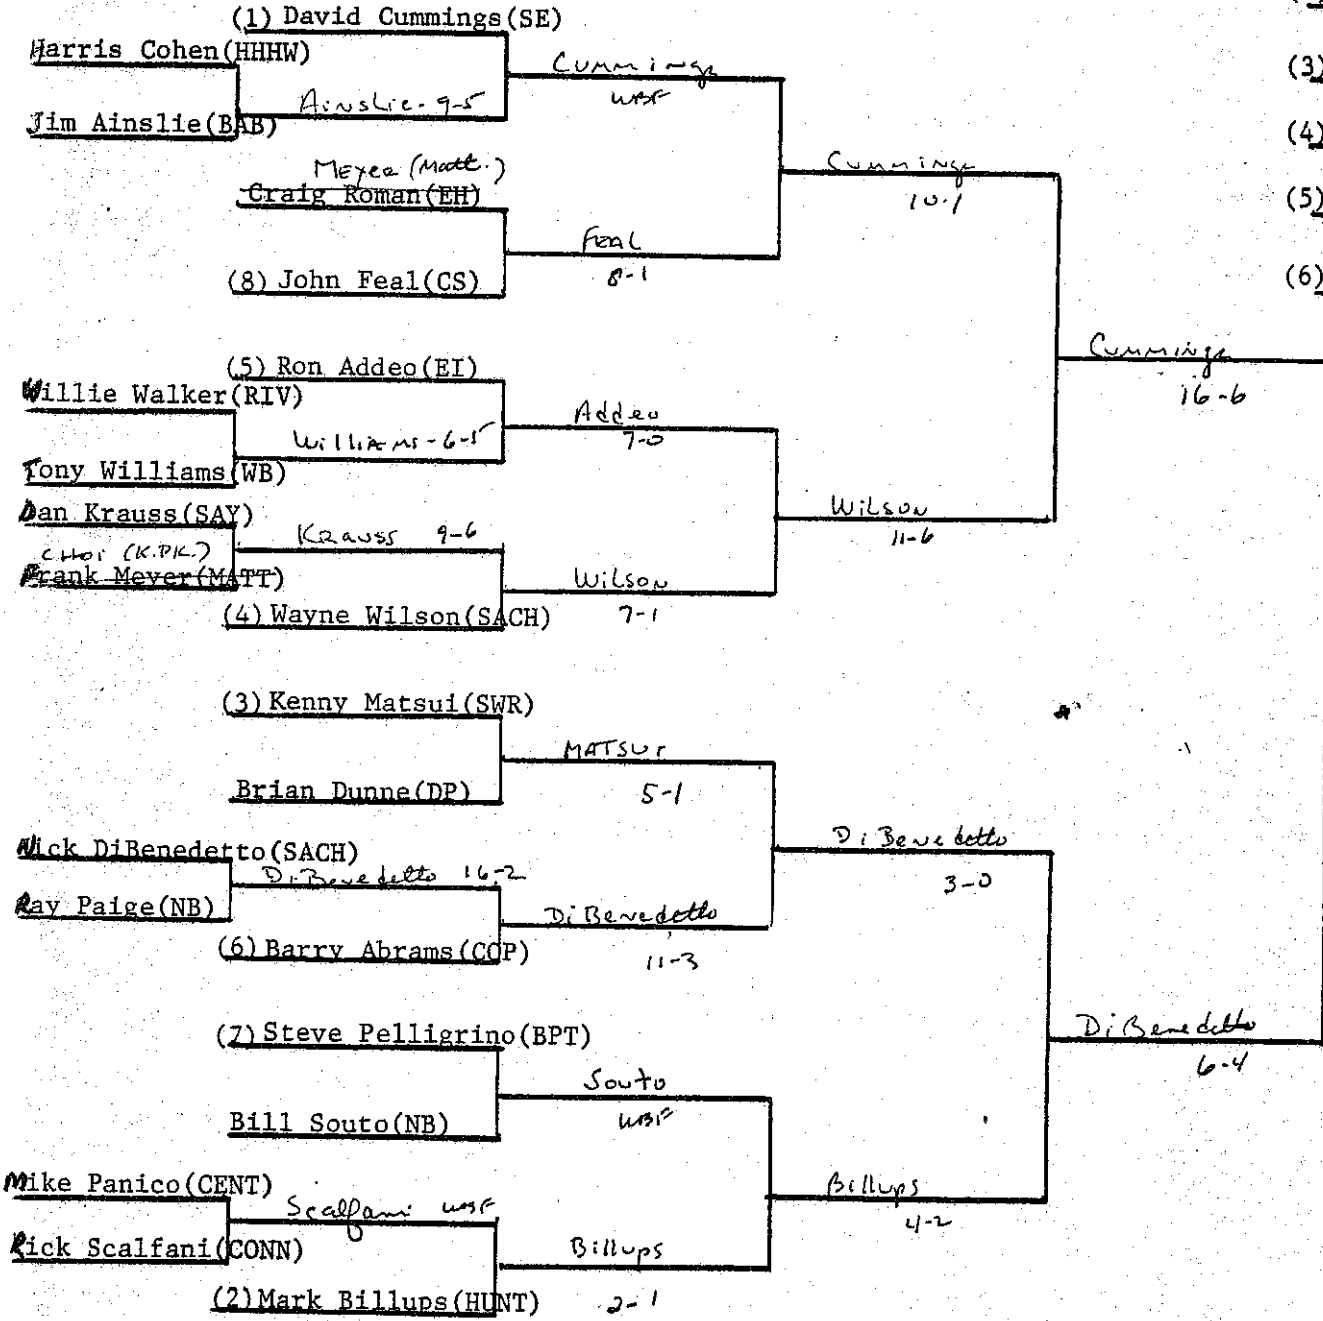 (1) David Cummings(SE)
Harris Cohen(HHHW)
(3)
Cummings
WBF
Ainslie-9-5
Jim Ainslie(BAB)
(4)
Meyer (Matt.)
Cummings
Craig Roman(EH)
10-1
(5)
Feal
8-1
(8) John Feal(CS)
(6)
Cummings
(5) Ron Addeo(EI)
Willie Walker(RIV)
16-6
Addeo
Williams-6-5
7-0
Tony Williams(WB)
Dan Krauss(SAY)
Wilson
Krauss 9-6
11-6
Choi (K.PK.)
Frank Meyer(MATT)
Wilson
(4) Wayne Wilson(SACH)
7-1
(3) Kenny Matsui(SWR)
MATSUI
Brian Dunne(DP)
5-1
Nick DiBenedetto(SACH)
DiBenedetto
DiBenedetto 16-2
3-0
Ray Paige(NB)
DiBenedetto
(6) Barry Abrams(COP)
11-3
(7) Steve Pelligrino(BPT)
DiBenedetto
6-4
Souto
WBF
Bill Souto(NB)
Mike Panico(CENT)
Billups
Scalfani WBF
4-2
Rick Scalfani(CONN)
Billups
(2) Mark Billups(HUNT)
2-1